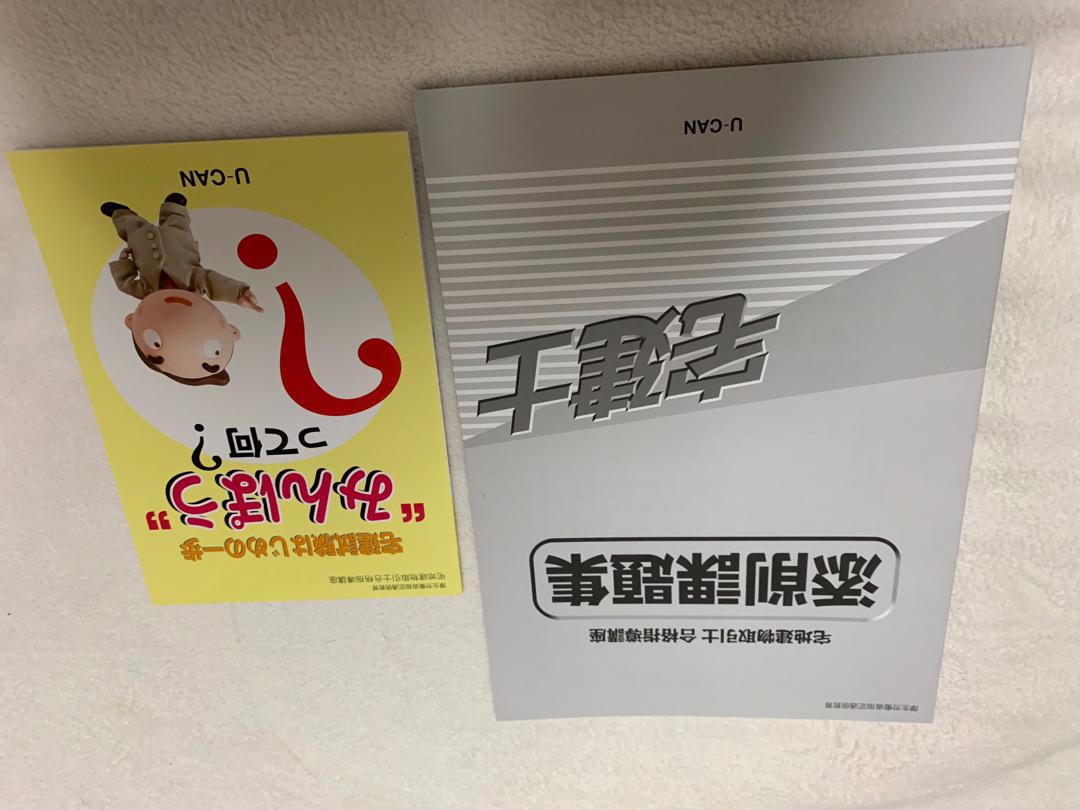 厚生労働省指定通信教育
宅地建物取引士合格指導講座
宅建試験はじめの一歩
“みんぽう”
って何?
?
U-CAN
厚生労働省指定通信教育
宅地建物取引士 合格指導講座
添削課題集
宅建士
U-CAN